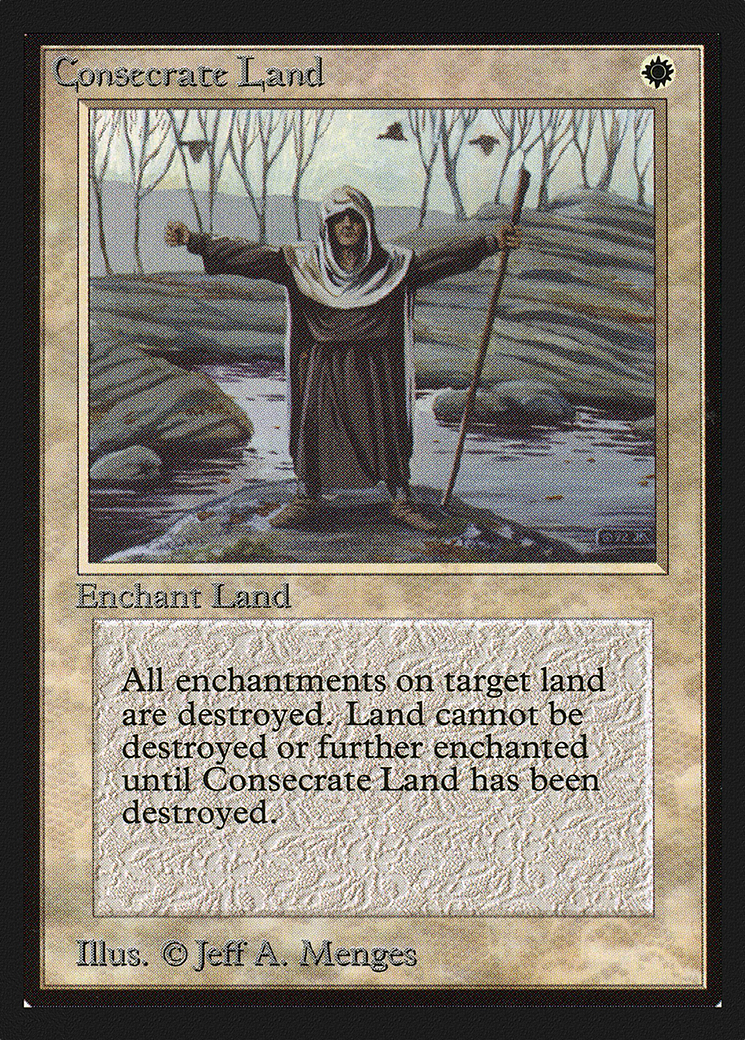 Consecrate Land
Enchant Land
All enchantments on target land
are destroyed. Land cannot be
destroyed or further enchanted
until Consecrate Land has been
destroyed.
Illus. © Jeff A. Menges